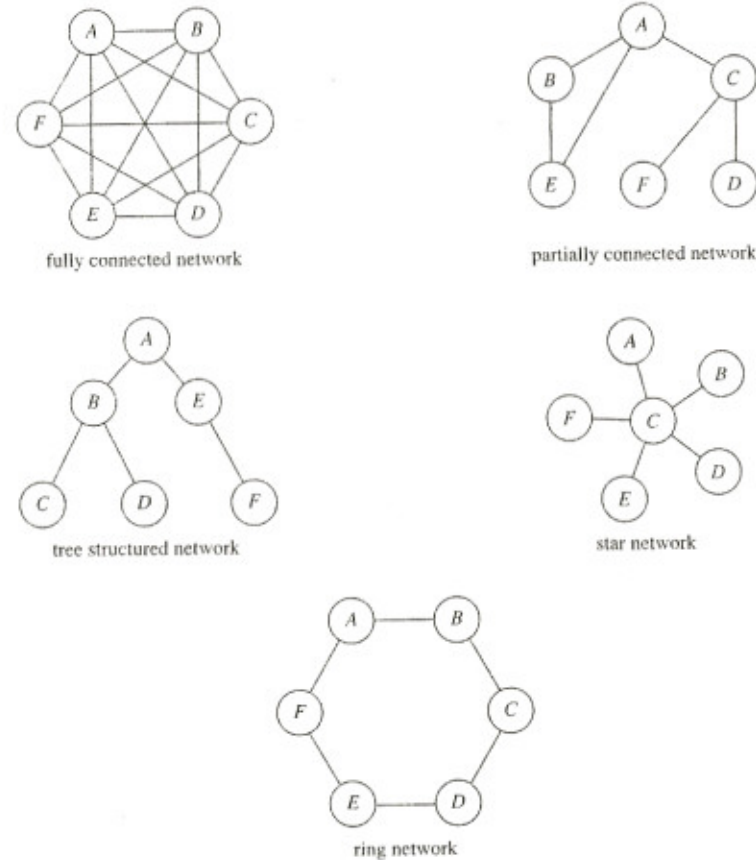 A B
F C
E D
fully connected network
A
B C
E F D
partially connected network
A
B E
C D F
tree structured network
A
B
F C
D
E
star network
A B
F C
E D
ring network